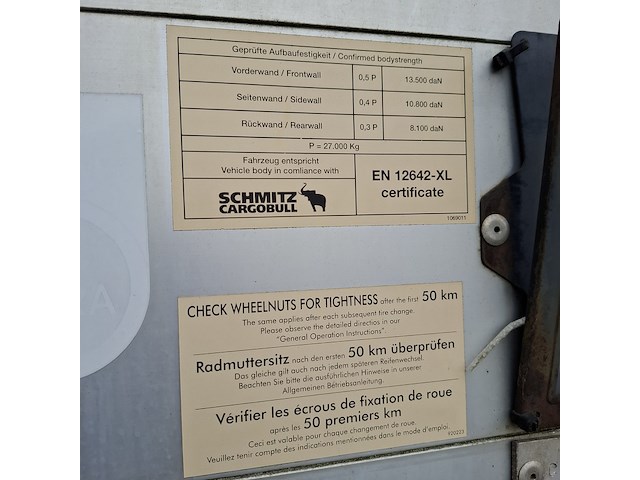 Geprüfte Aufbaufestigkeit / Confirmed bodystrength
Vorderwand / Frontwall 0,5 P 13.500 daN
Seitenwand / Sidewall 0,4 P 10.800 daN
Rückwand / Rearwall 0,3 P 8.100 daN
P = 27.000 Kg
Fahrzeug entspricht
Vehicle body in comliance with
SCHMITZ
CARGOBULL
EN 12642-XL
certificate
1069011
CHECK WHEELNUTS FOR TIGHTNESS after the first 50 km
The same applies after each subsequent tire change.
Please observe the detailed directios in our
"General Operation Instructions".
Radmuttersitz nach den ersten 50 km überprüfen
Das gleiche gilt auch nach jedem späteren Reifenwechsel.
Beachten Sie bitte die ausführlichen Hinweise in unserer
Allgemeinen Betriebsanleitung.
Vérifier les écrous de fixation de roue
après les 50 premiers km
Ceci est valable pour chaque changement de roue.
Veuillez tenir compte des indications mentionnées dans le mode d'emploi.
920223